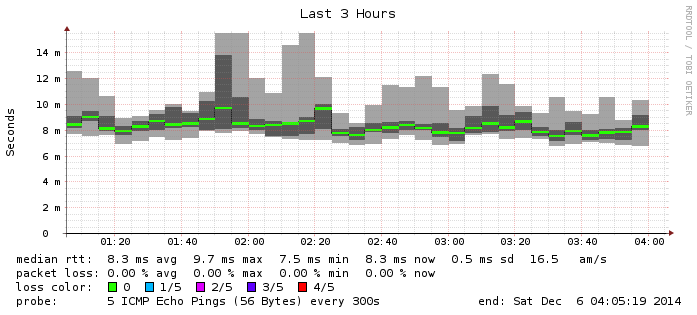 Last 3 Hours
RRDTOOL / TOBI OETIKER
Seconds
14 m
12 m
10 m
8 m
6 m
4 m
2 m
0
01:20 01:40 02:00 02:20 02:40 03:00 03:20 03:40 04:00
median rtt: 8.3 ms avg 9.7 ms max 7.5 ms min 8.3 ms now 0.5 ms sd 16.5 am/s
packet loss: 0.00 % avg 0.00 % max 0.00 % min 0.00 % now
loss color: 0 1/5 2/5 3/5 4/5
probe: 5 ICMP Echo Pings (56 Bytes) every 300s end: Sat Dec 6 04:05:19 2014